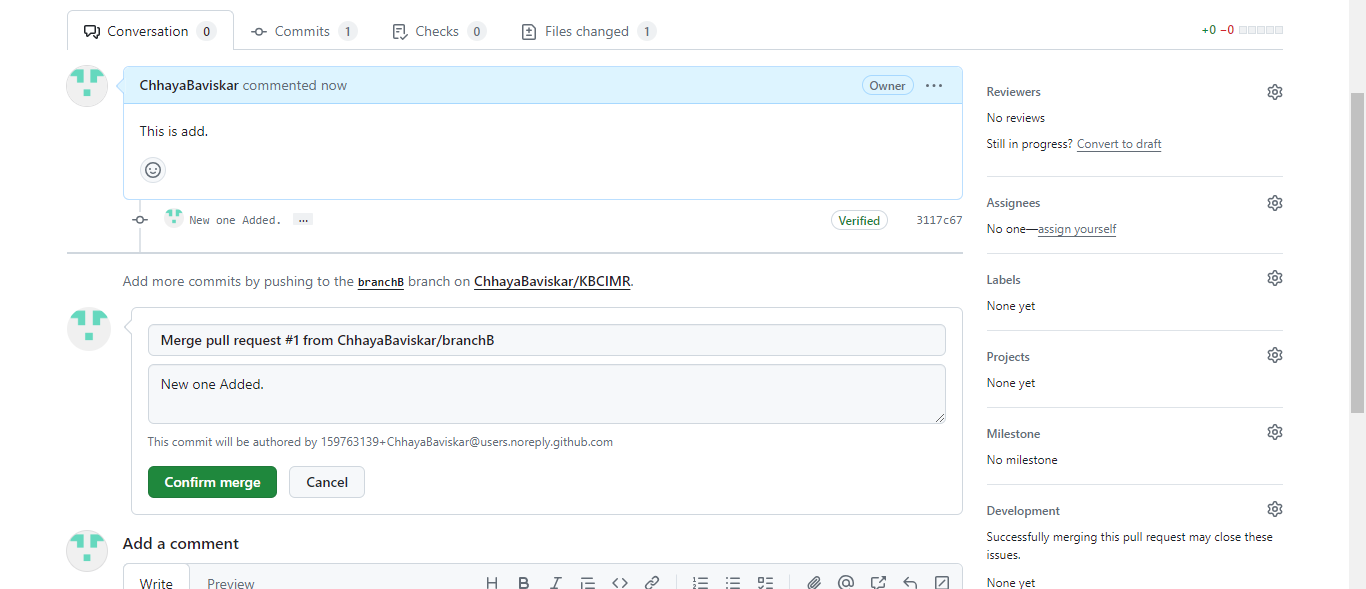 Conversation 0 Commits 1 Checks 0 Files changed 1 +0 −0
ChhayaBaviskar commented now Owner ...
This is add.
New one Added. ... Verified 3117c67
Add more commits by pushing to the branchB branch on ChhayaBaviskar/KBCIMR.
Merge pull request #1 from ChhayaBaviskar/branchB
New one Added.
This commit will be authored by 159763139+ChhayaBaviskar@users.noreply.github.com
Confirm merge Cancel
Add a comment
Write Preview
Reviewers
No reviews
Still in progress? Convert to draft
Assignees
No one—assign yourself
Labels
None yet
Projects
None yet
Milestone
No milestone
Development
Successfully merging this pull request may close these
issues.
None yet